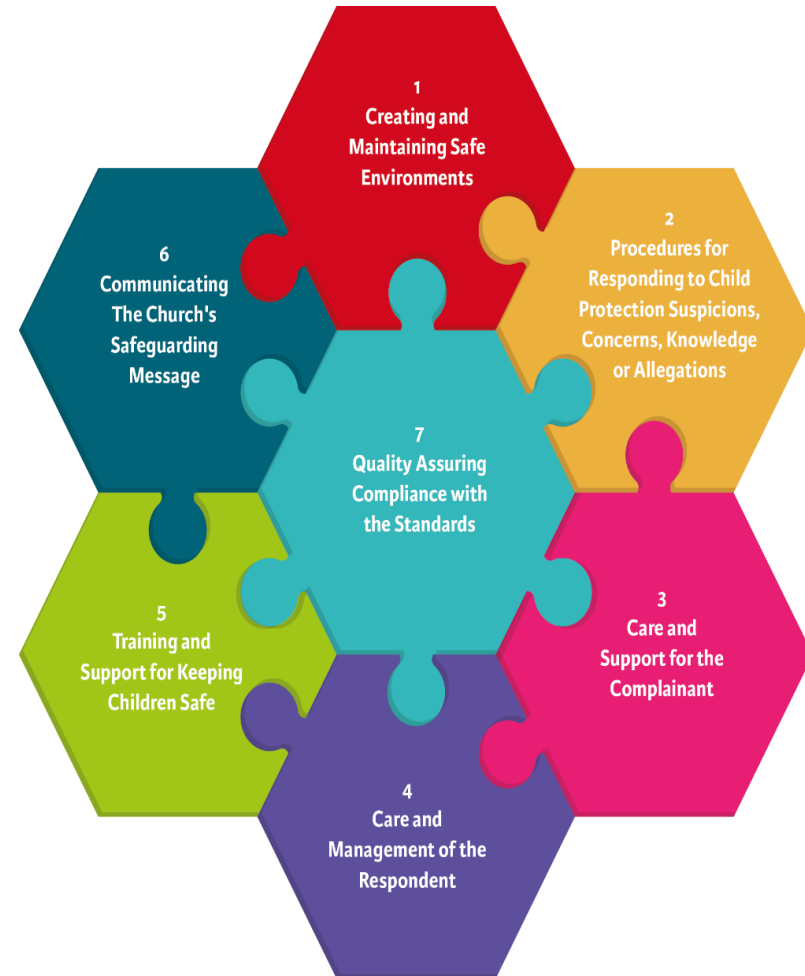 1
Creating and
Maintaining Safe
Environments
2
Procedures for
Responding to Child
Protection Suspicions,
Concerns, Knowledge
or Allegations
3
Care and
Support for the
Complainant
4
Care and
Management of the
Respondent
5
Training and
Support for Keeping
Children Safe
6
Communicating
The Church's
Safeguarding
Message
7
Quality Assuring
Compliance with
the Standards